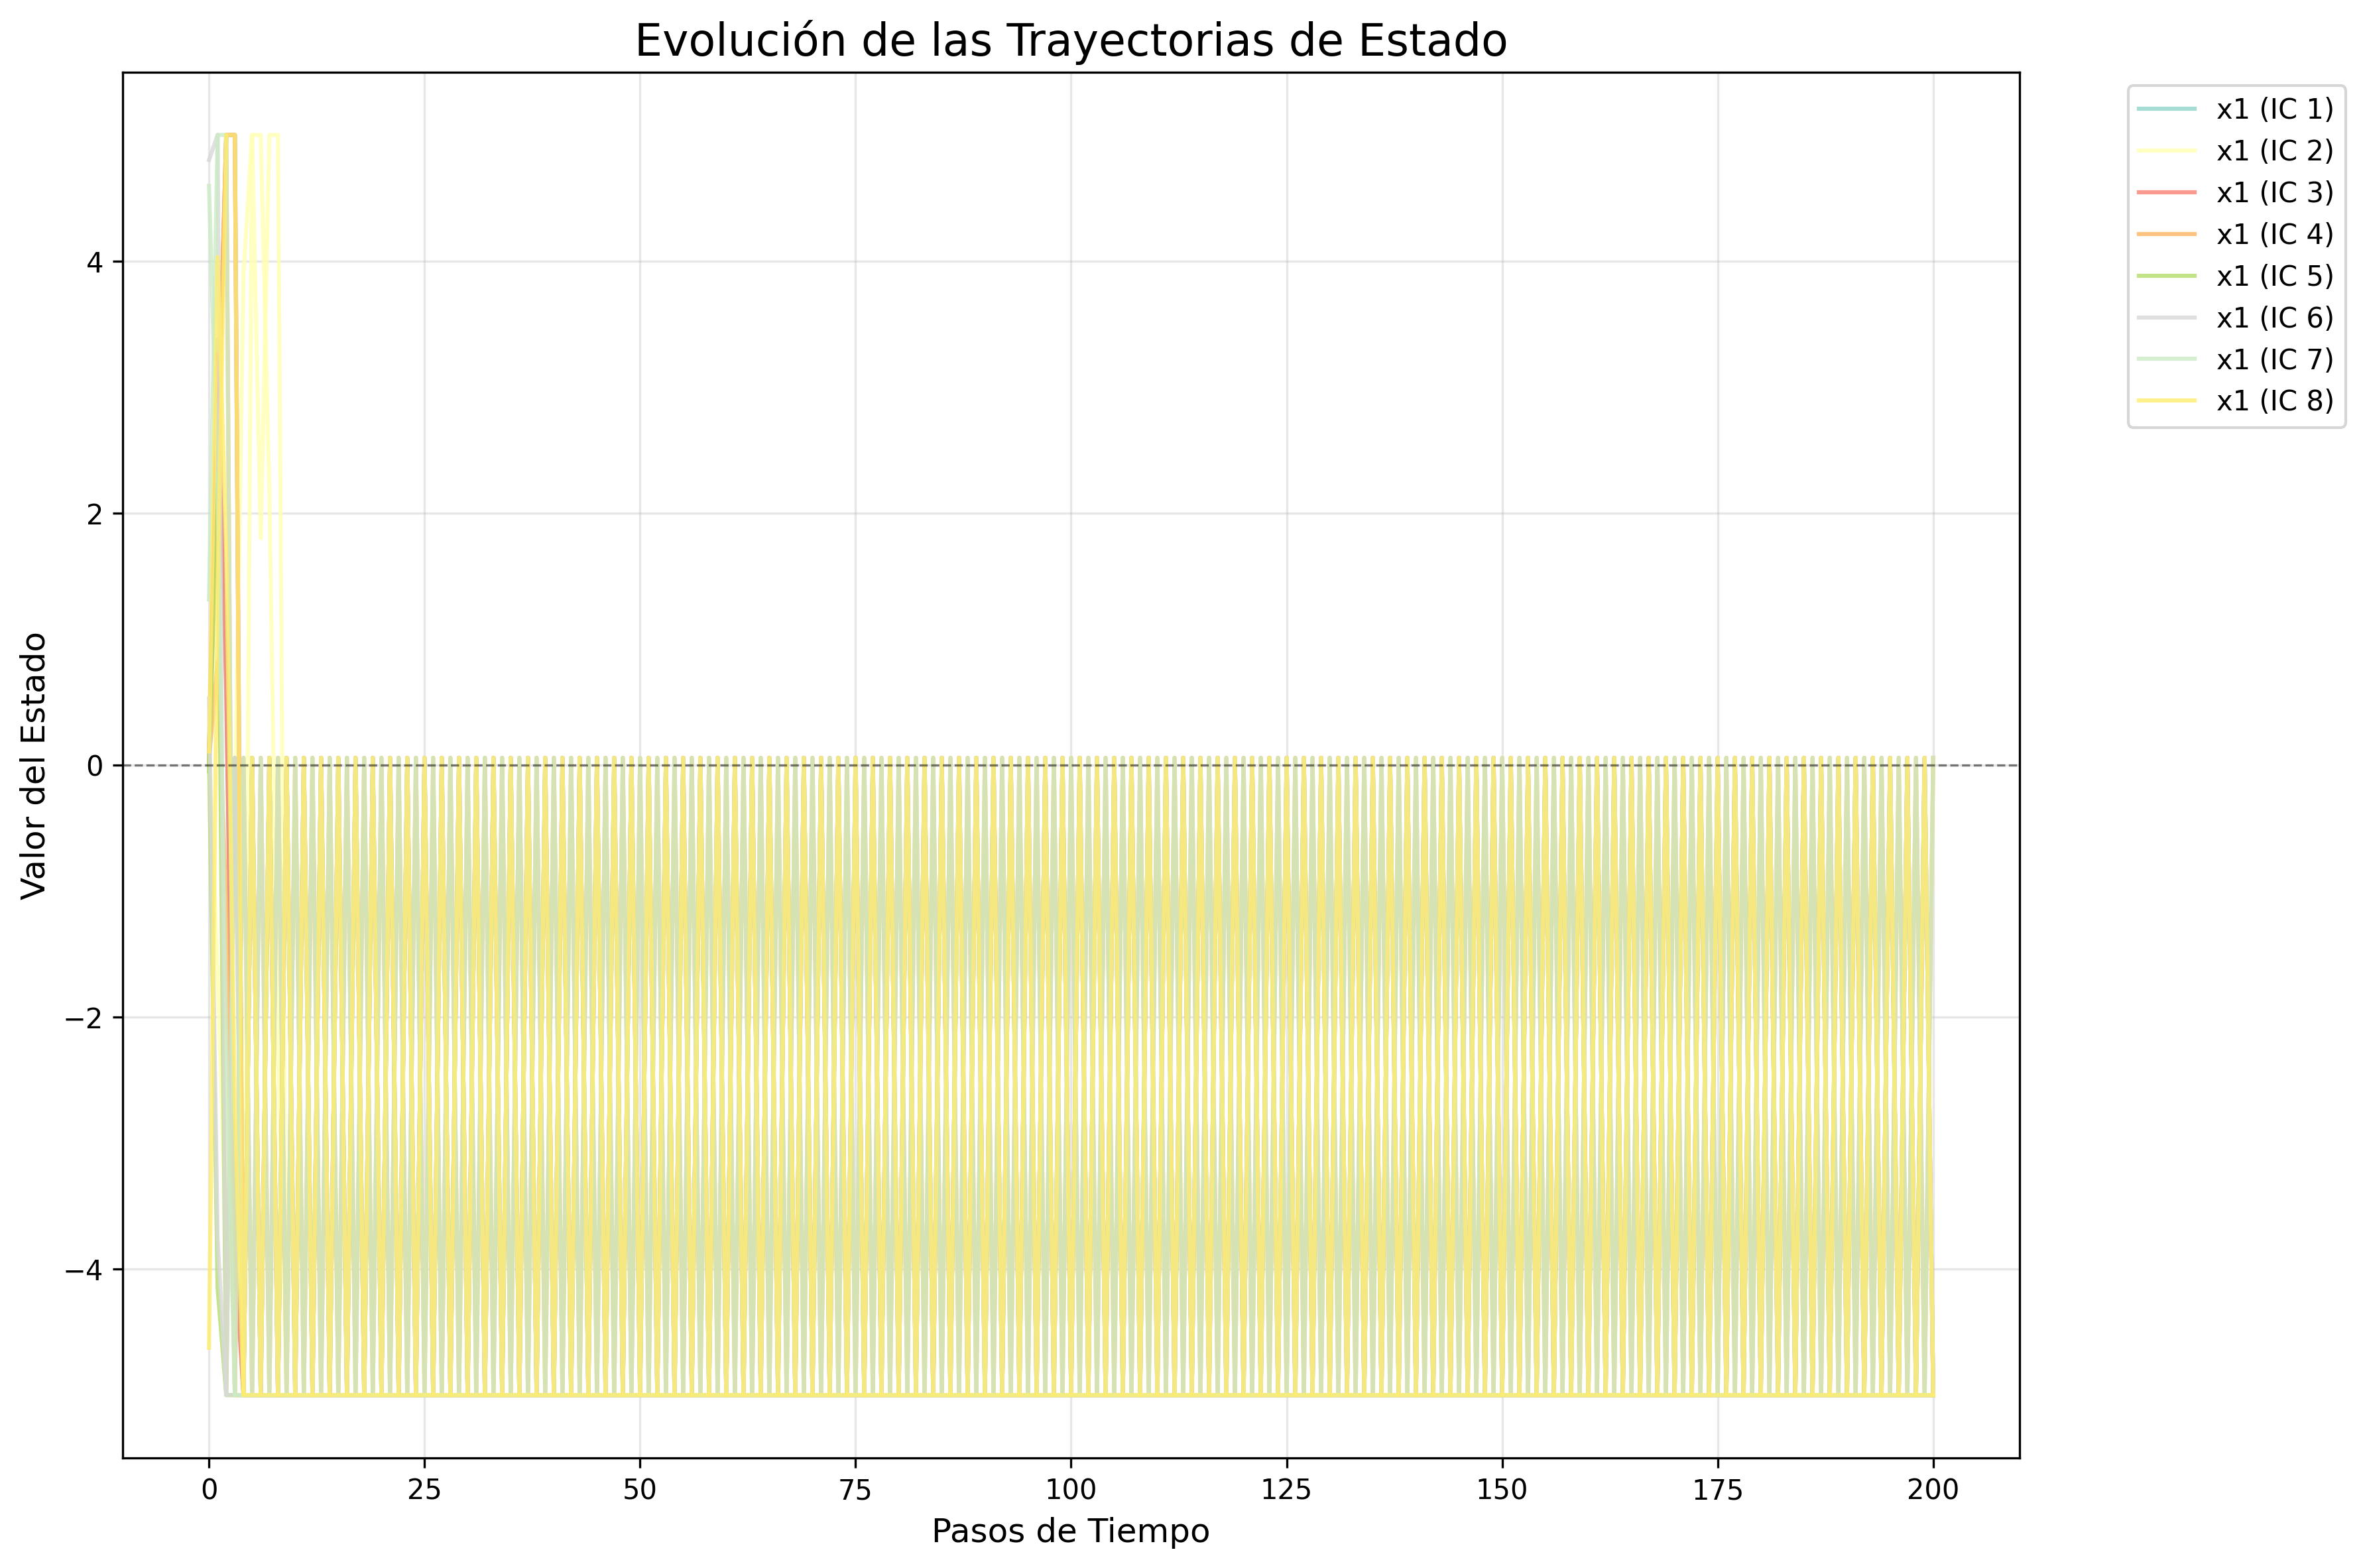 Evolución de las Trayectorias de Estado
x1 (IC 1)
x1 (IC 2)
x1 (IC 3)
x1 (IC 4)
x1 (IC 5)
x1 (IC 6)
x1 (IC 7)
x1 (IC 8)
Valor del Estado
4
2
0
−2
−4
0 25 50 75 100 125 150 175 200
Pasos de Tiempo